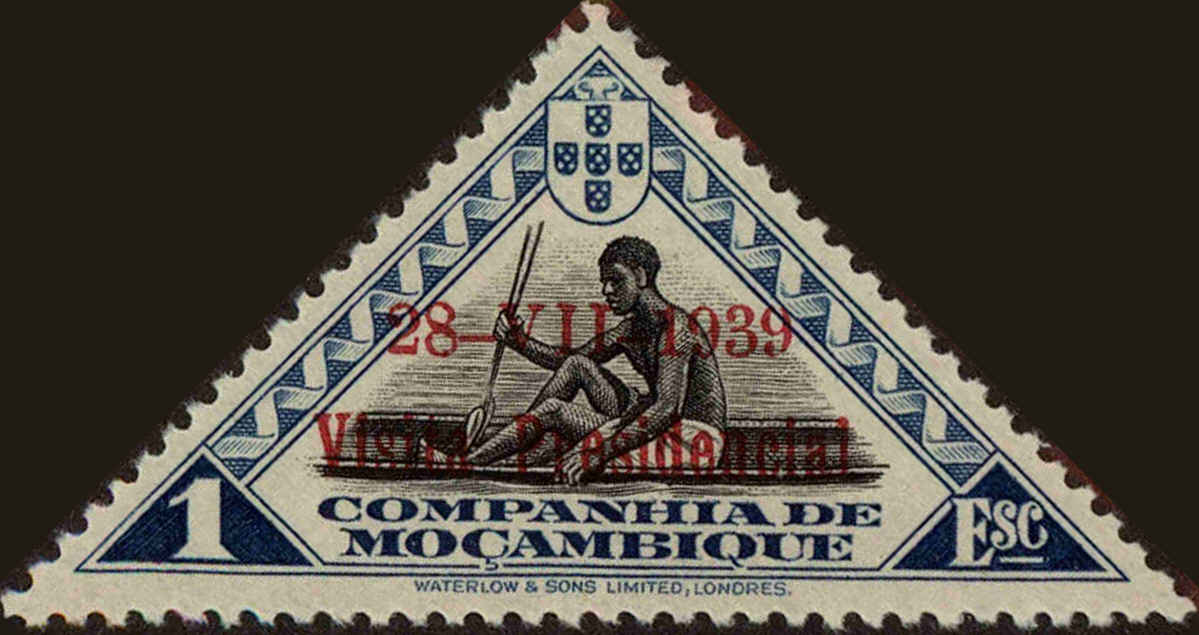 28-VII-1939
Visita Presidencial
1
COMPANHIA DE
MOÇAMBIQUE
ESC
WATERLOW & SONS LIMITED, LONDRES.